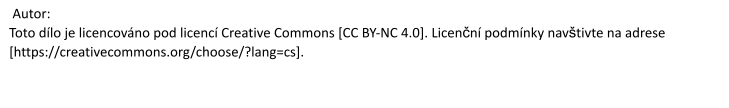 Autor:
Toto dílo je licencováno pod licencí Creative Commons [CC BY-NC 4.0]. Licenční podmínky navštivte na adrese
[https://creativecommons.org/choose/?lang=cs].